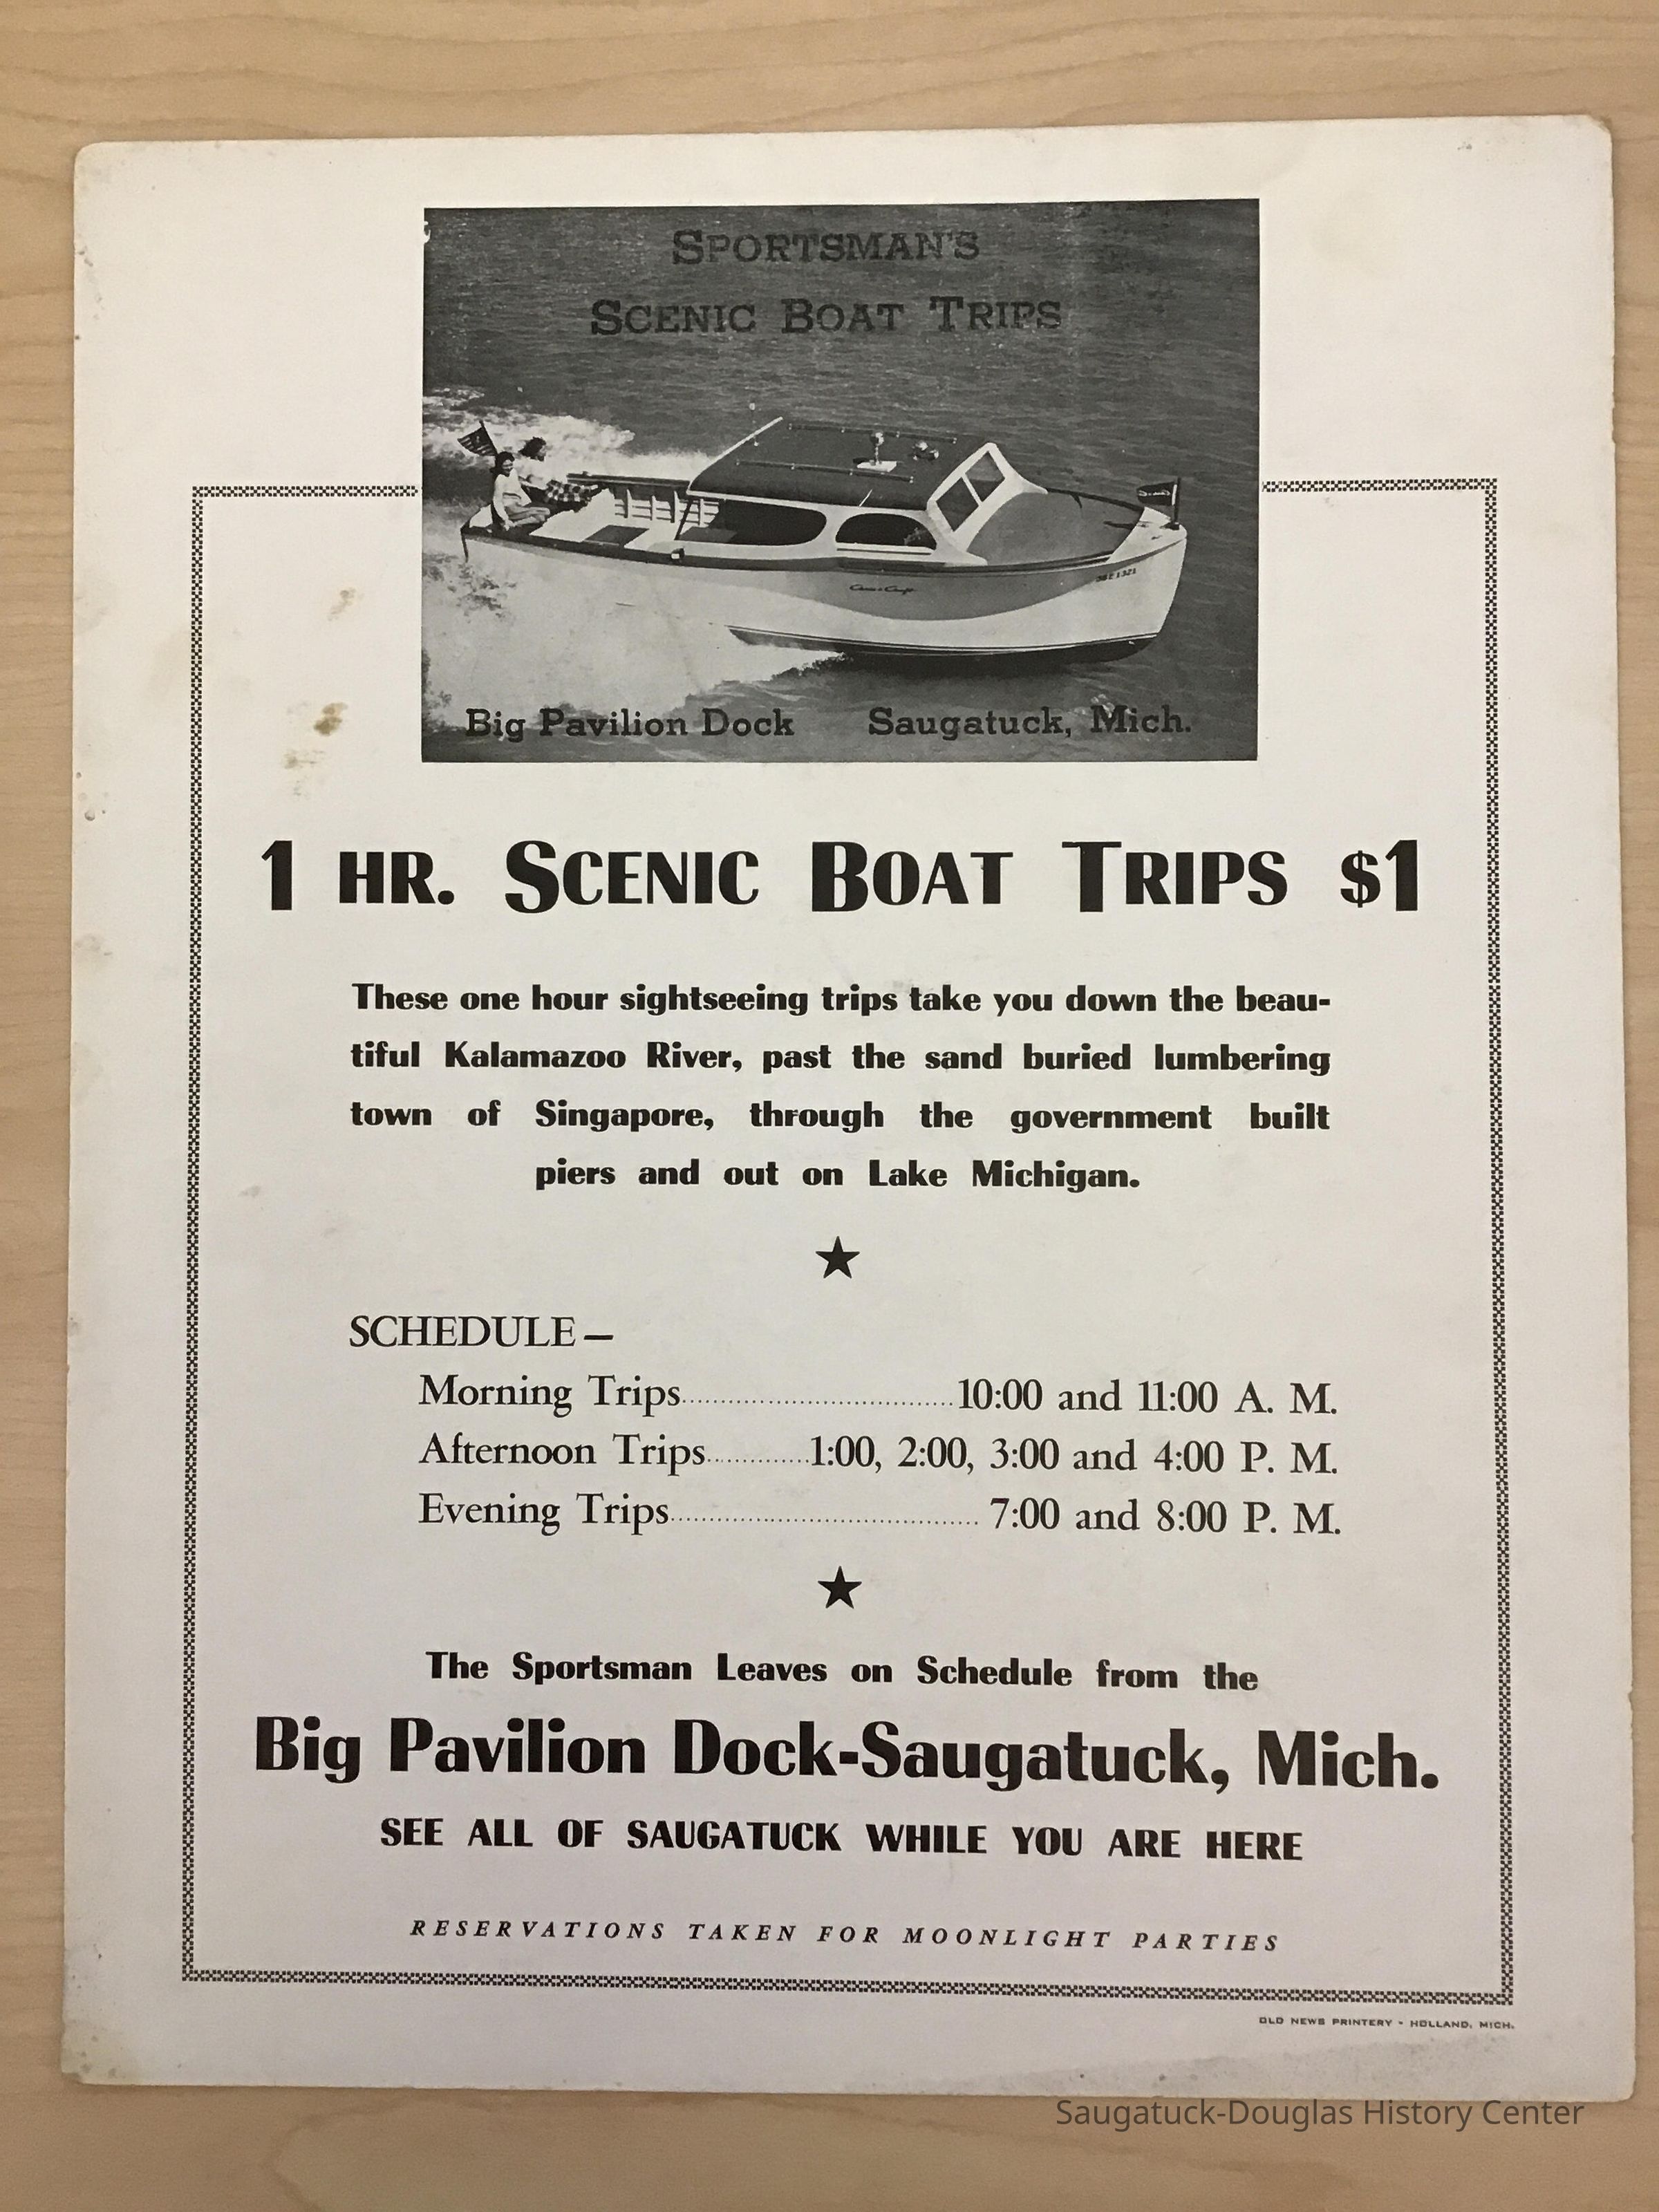 SPORTSMAN'S
SCENIC BOAT TRIPS
Chris-Craft
Big Pavilion Dock Saugatuck, Mich.
1 HR. SCENIC BOAT TRIPS $1
These one hour sightseeing trips take you down the beau-
tiful Kalamazoo River, past the sand buried lumbering
town of Singapore, through the government built
piers and out on Lake Michigan.
★
SCHEDULE—
Morning Trips..................................10:00 and 11:00 A. M.
Afternoon Trips.............1:00, 2:00, 3:00 and 4:00 P. M.
Evening Trips...................................... 7:00 and 8:00 P. M.
★
The Sportsman Leaves on Schedule from the
Big Pavilion Dock-Saugatuck, Mich.
SEE ALL OF SAUGATUCK WHILE YOU ARE HERE
RESERVATIONS TAKEN FOR MOONLIGHT PARTIES
OLD NEWS PRINTERY - HOLLAND, MICH.
Saugatuck-Douglas History Center